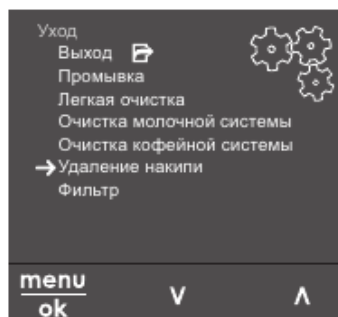 Уход
Выход
Промывка
Легкая очистка
Очистка молочной системы
Очистка кофейной системы
Удаление накипи
Фильтр
menu
ok